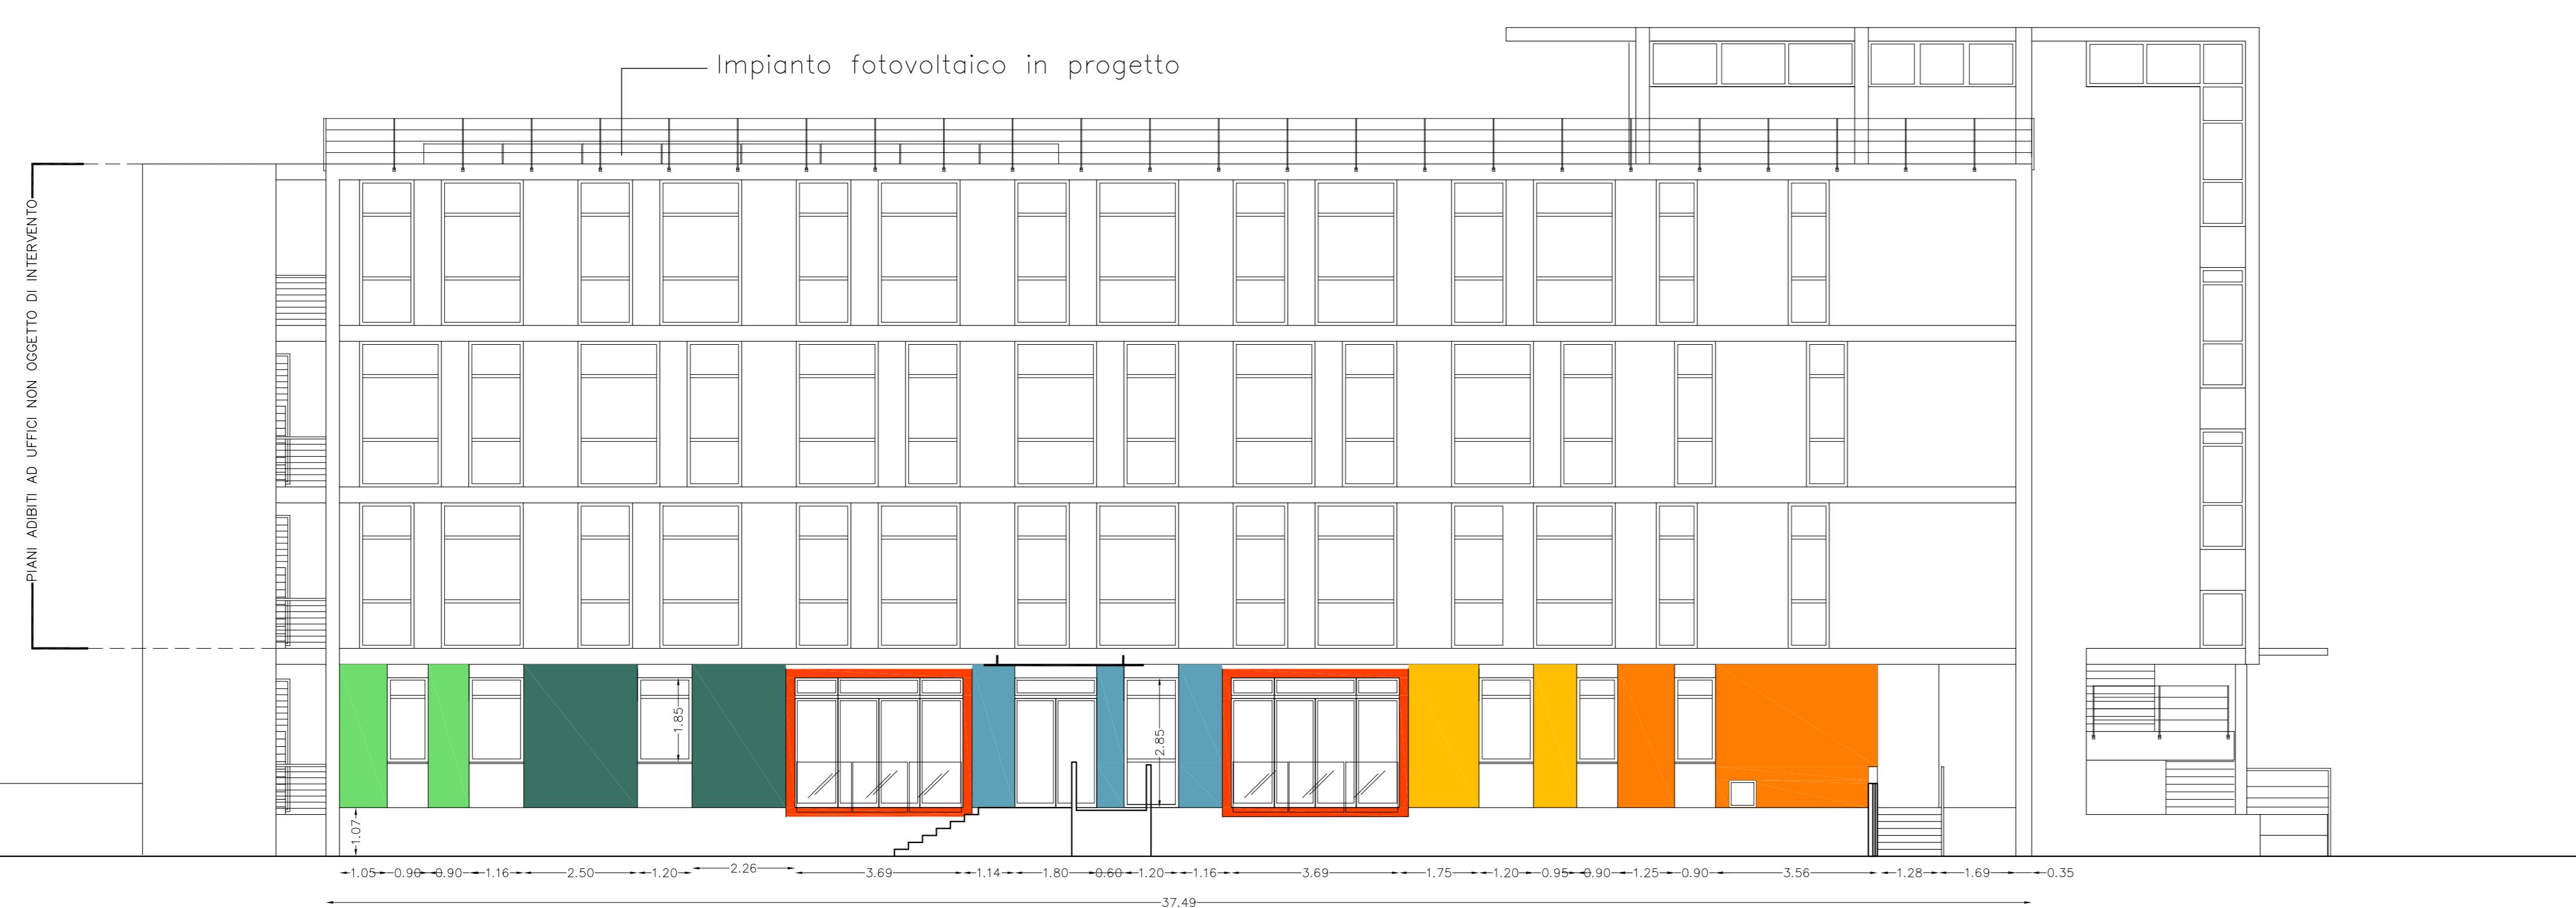 Impianto fotovoltaico in progetto
PIANI ADIBITI AD UFFICI NON OGGETTO DI INTERVENTO
1.85
2.85
1.07
1.05 0.90 0.90 1.16 2.50 1.20 2.26 3.69 1.14 1.80 0.60 1.20 1.16 3.69 1.75 1.20 0.95 0.90 1.25 0.90 3.56 1.28 1.69 0.35
37.49